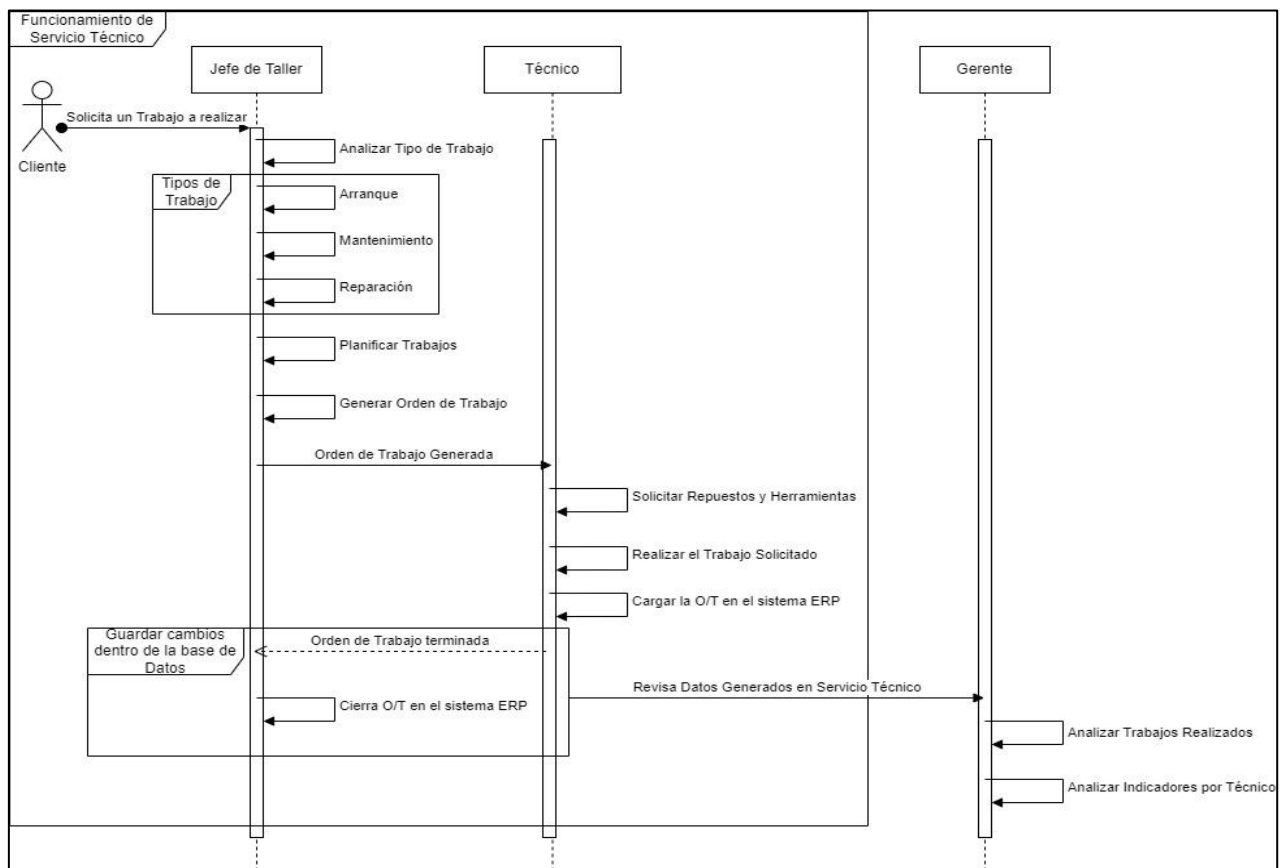 Funcionamiento de
Servicio Técnico
Jefe de Taller
Técnico
Gerente
Solicita un Trabajo a realizar
Cliente
Analizar Tipo de Trabajo
Tipos de
Trabajo
Arranque
Mantenimiento
Reparación
Planificar Trabajos
Generar Orden de Trabajo
Orden de Trabajo Generada
Solicitar Repuestos y Herramientas
Realizar el Trabajo Solicitado
Cargar la O/T en el sistema ERP
Guardar cambios
dentro de la base de
Datos
Orden de Trabajo terminada
Revisa Datos Generados en Servicio Técnico
Cierra O/T en el sistema ERP
Analizar Trabajos Realizados
Analizar Indicadores por Técnico